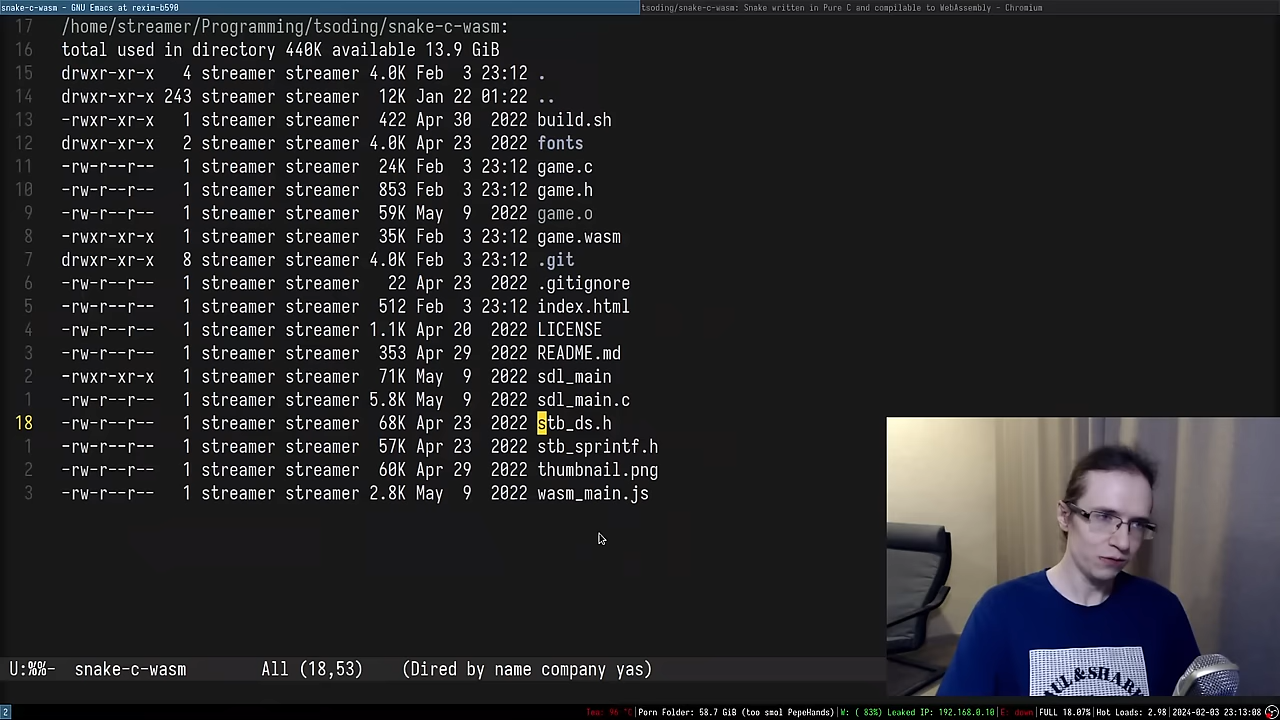 snake-c-wasm - GNU Emacs at rexim-b590
tsoding/snake-c-wasm: Snake written in Pure C and compilable to WebAssembly - Chromium
17 /home/streamer/Programming/tsoding/snake-c-wasm:
16 total used in directory 440K available 13.9 GiB
15 drwxr-xr-x 4 streamer streamer 4.0K Feb 3 23:12 .
14 drwxr-xr-x 243 streamer streamer 12K Jan 22 01:22 ..
13 -rwxr-xr-x 1 streamer streamer 422 Apr 30 2022 build.sh
12 drwxr-xr-x 2 streamer streamer 4.0K Apr 23 2022 fonts
11 -rw-r--r-- 1 streamer streamer 24K Feb 3 23:12 game.c
10 -rw-r--r-- 1 streamer streamer 853 Feb 3 23:12 game.h
9 -rw-r--r-- 1 streamer streamer 59K May 9 2022 game.o
8 -rwxr-xr-x 1 streamer streamer 35K Feb 3 23:12 game.wasm
7 drwxr-xr-x 8 streamer streamer 4.0K Feb 3 23:12 .git
6 -rw-r--r-- 1 streamer streamer 22 Apr 23 2022 .gitignore
5 -rw-r--r-- 1 streamer streamer 512 Feb 3 23:12 index.html
4 -rw-r--r-- 1 streamer streamer 1.1K Apr 20 2022 LICENSE
3 -rw-r--r-- 1 streamer streamer 353 Apr 29 2022 README.md
2 -rwxr-xr-x 1 streamer streamer 71K May 9 2022 sdl_main
1 -rw-r--r-- 1 streamer streamer 5.8K May 9 2022 sdl_main.c
18 -rw-r--r-- 1 streamer streamer 68K Apr 23 2022 stb_ds.h
1 -rw-r--r-- 1 streamer streamer 57K Apr 23 2022 stb_sprintf.h
2 -rw-r--r-- 1 streamer streamer 60K Apr 29 2022 thumbnail.png
3 -rw-r--r-- 1 streamer streamer 2.8K May 9 2022 wasm_main.js
U:%%- snake-c-wasm All (18,53) (Dired by name company yas)
2
Tea: 96 °C|Porn Folder: 58.7 GiB (too smol PepeHands)|W: ( 83%) Leaked IP: 192.168.0.10|E: down|FULL 18.07%|Hot Loads: 2.98|2024-02-03 23:13:08